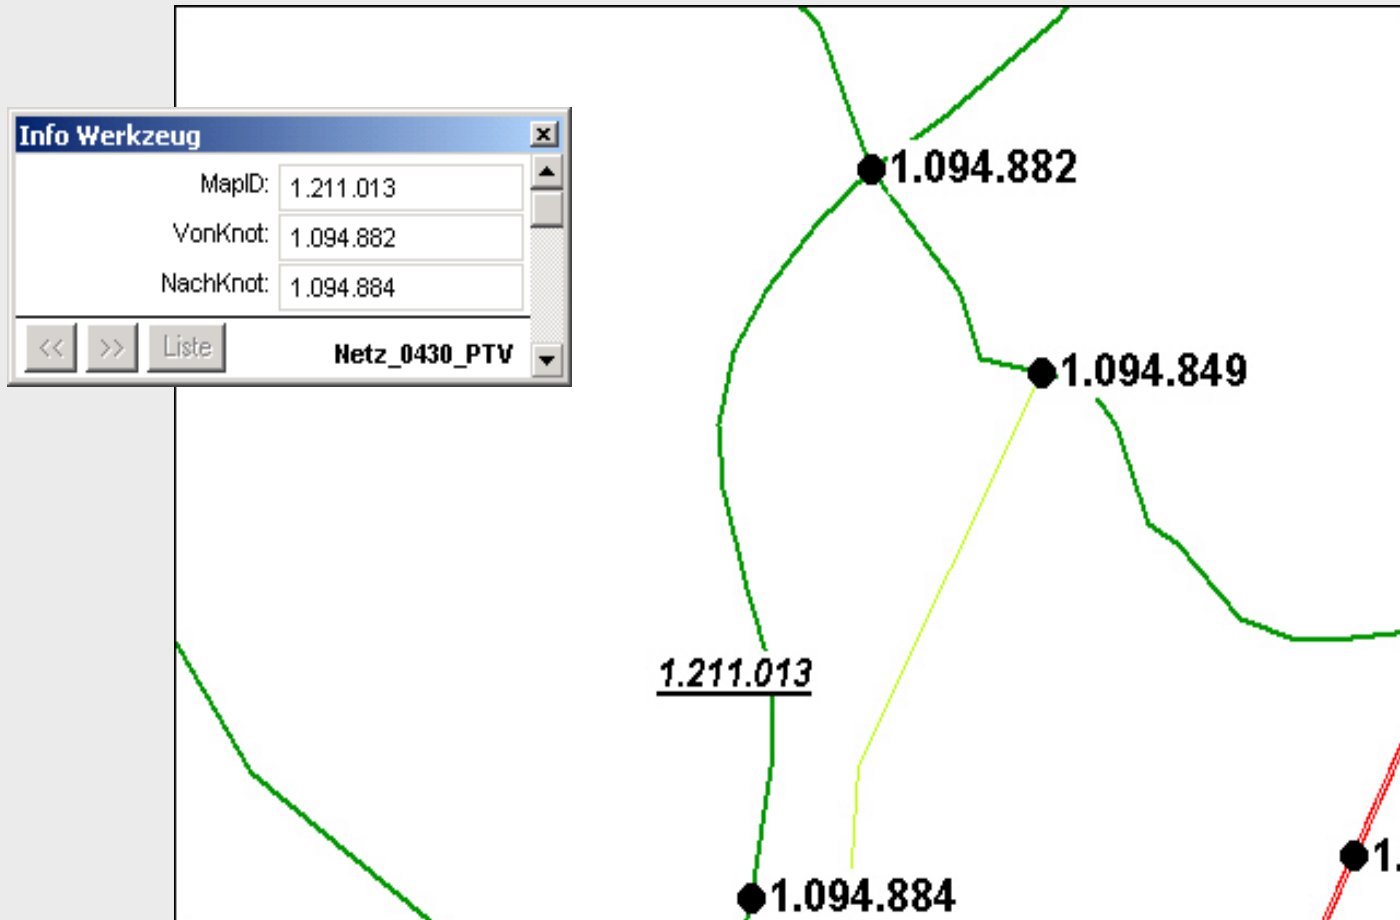 Info Werkzeug
MapID: 1.211.013
VonKnot: 1.094.882
NachKnot: 1.094.884
<< >> Liste Netz_0430_PTV
1.094.882
1.094.849
1.211.013
1.
1.094.884